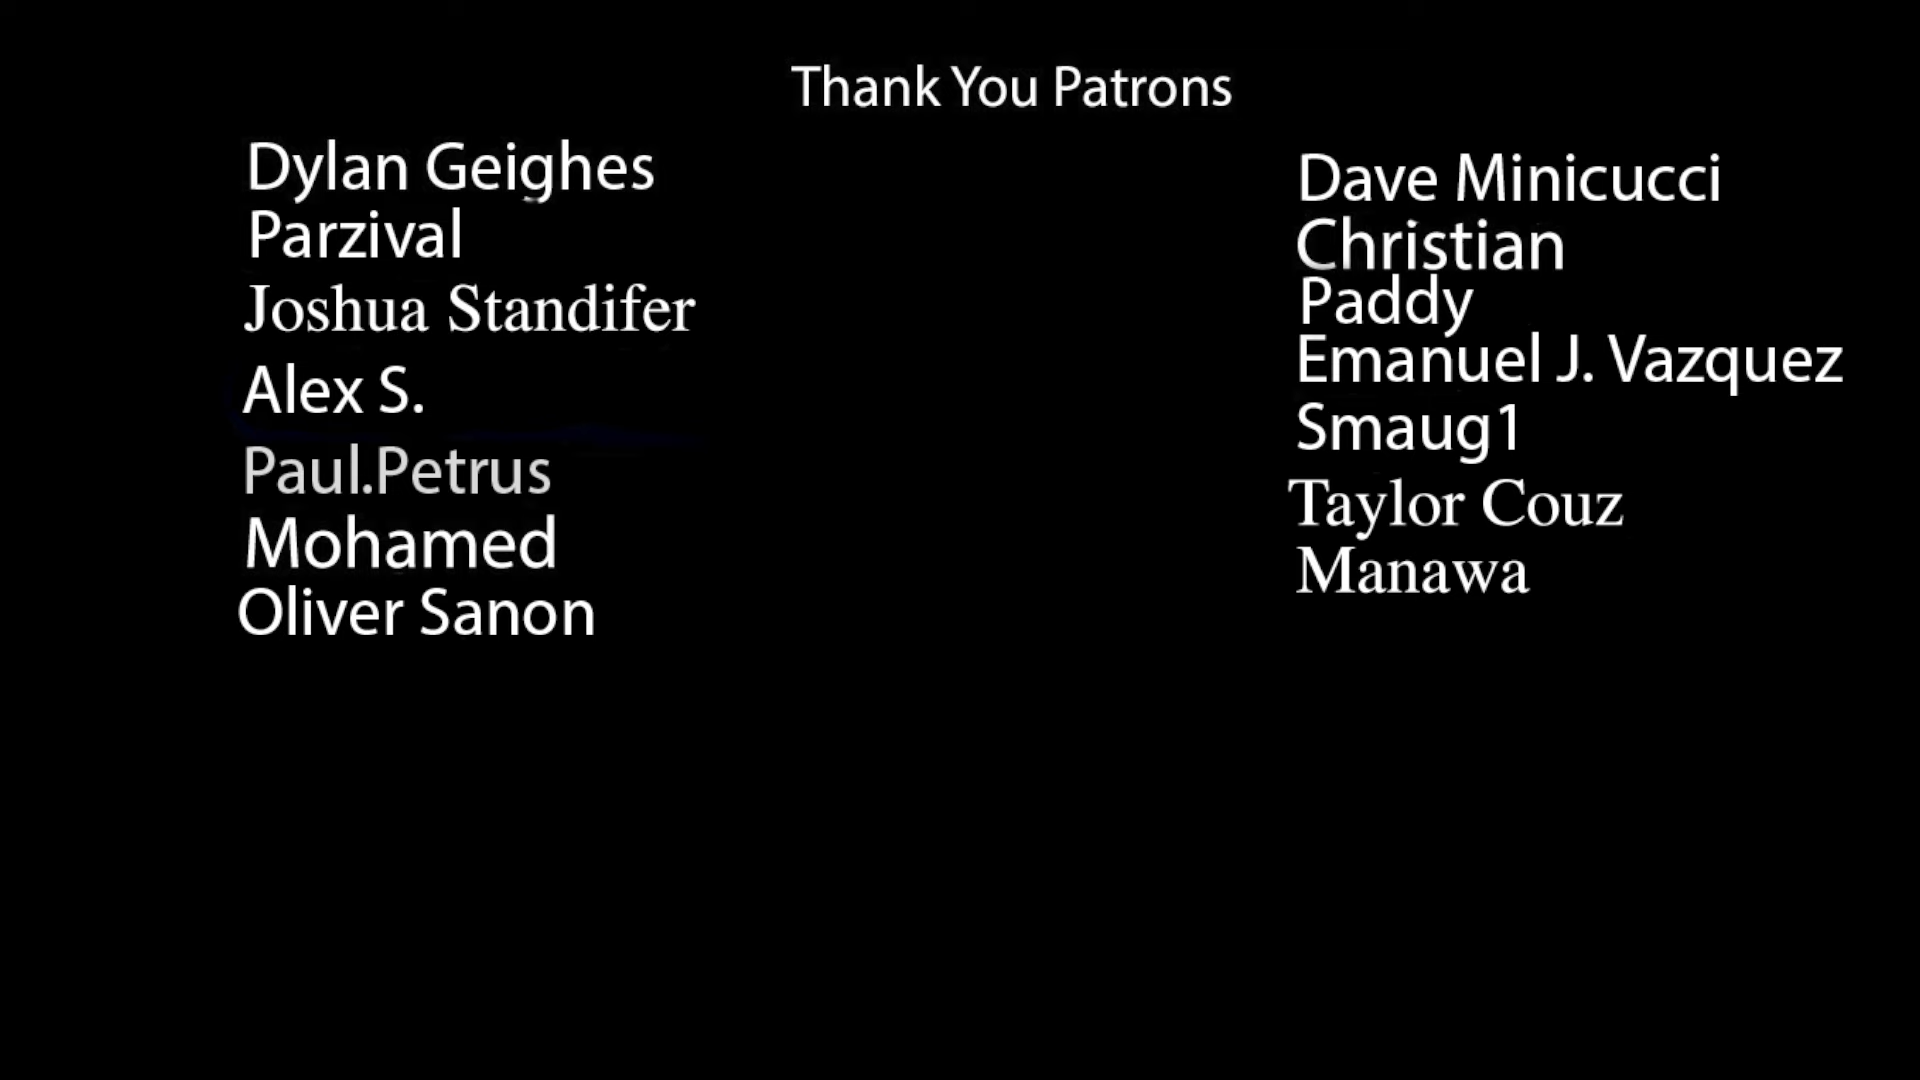 Thank You Patrons
Dylan Geighes
Parzival
Joshua Standifer
Alex S.
Paul.Petrus
Mohamed
Oliver Sanon
Dave Minicucci
Christian
Paddy
Emanuel J. Vazquez
Smaug1
Taylor Couz
Manawa